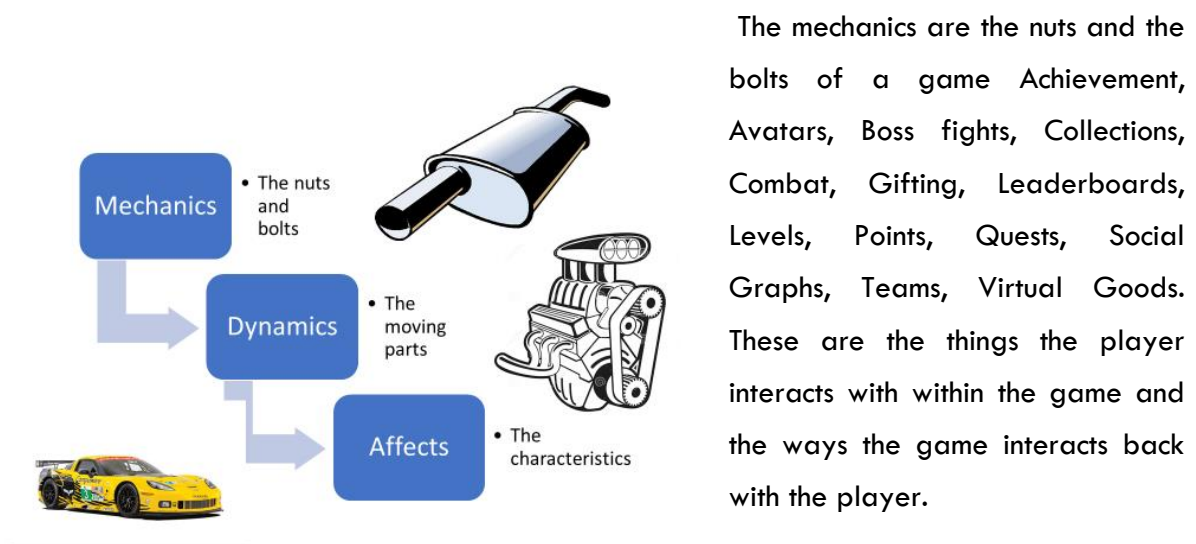 Mechanics
• The nuts
and
bolts
Dynamics
• The
moving
parts
Affects
• The
characteristics
The mechanics are the nuts and the
bolts of a game Achievement,
Avatars, Boss fights, Collections,
Combat, Gifting, Leaderboards,
Levels, Points, Quests, Social
Graphs, Teams, Virtual Goods.
These are the things the player
interacts with within the game and
the ways the game interacts back
with the player.